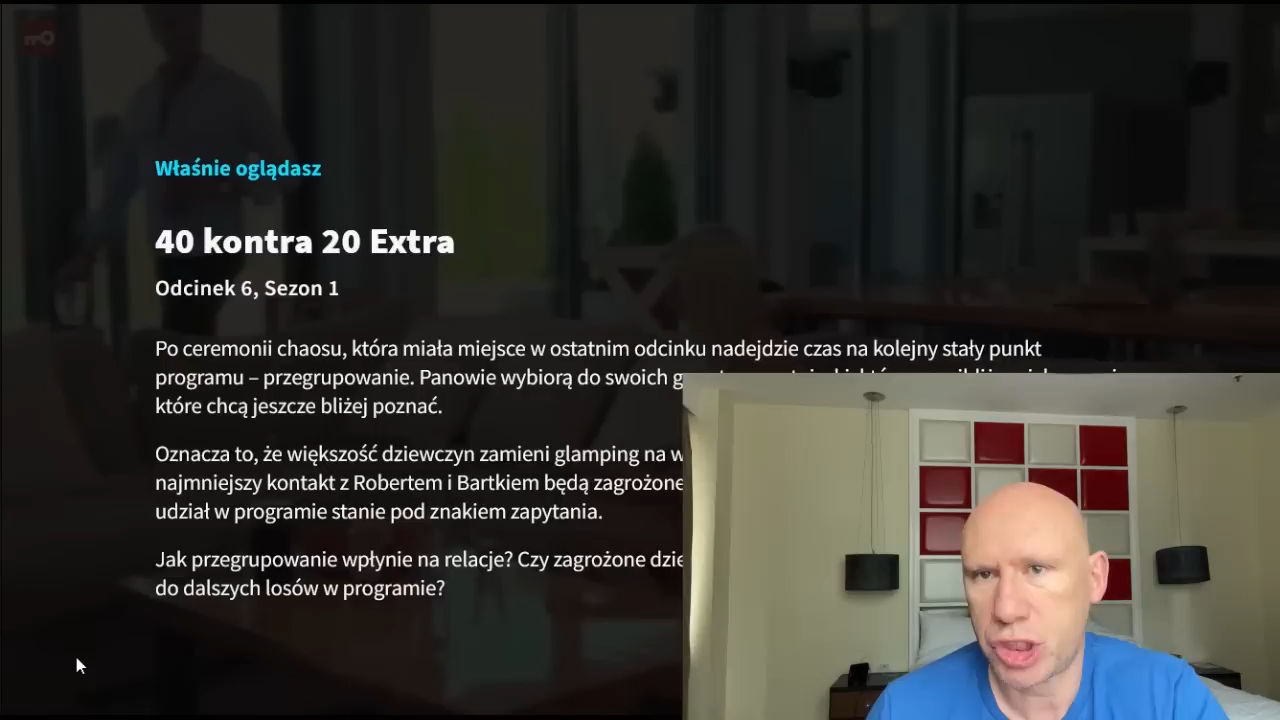 Właśnie oglądasz
40 kontra 20 Extra
Odcinek 6, Sezon 1
Po ceremonii chaosu, która miała miejsce w ostatnim odcinku nadejdzie czas na kolejny stały punkt
programu – przegrupowanie. Panowie wybiorą do swoich
które chcą jeszcze bliżej poznać.
Oznacza to, że większość dziewczyn zamieni glamping na
najmniejszy kontakt z Robertem i Bartkiem będą zagrożone
udział w programie stanie pod znakiem zapytania.
Jak przegrupowanie wpłynie na relacje? Czy zagrożone
do dalszych losów w programie?